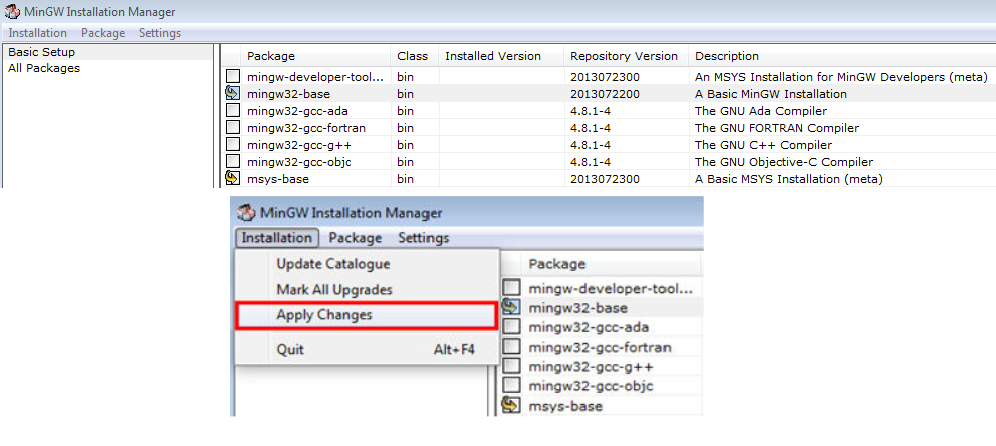 MinGW Installation Manager
Installation Package Settings
Basic Setup
All Packages
Package Class Installed Version Repository Version Description
mingw-developer-tool... bin 2013072300 An MSYS Installation for MinGW Developers (meta)
mingw32-base bin 2013072200 A Basic MinGW Installation
mingw32-gcc-ada bin 4.8.1-4 The GNU Ada Compiler
mingw32-gcc-fortran bin 4.8.1-4 The GNU FORTRAN Compiler
mingw32-gcc-g++ bin 4.8.1-4 The GNU C++ Compiler
mingw32-gcc-objc bin 4.8.1-4 The GNU Objective-C Compiler
msys-base bin 2013072300 A Basic MSYS Installation (meta)
MinGW Installation Manager
Installation Package Settings
Update Catalogue
Mark All Upgrades
Apply Changes
Quit Alt+F4
Package
mingw-developer-tool...
mingw32-base
mingw32-gcc-ada
mingw32-gcc-fortran
mingw32-gcc-g++
mingw32-gcc-objc
msys-base